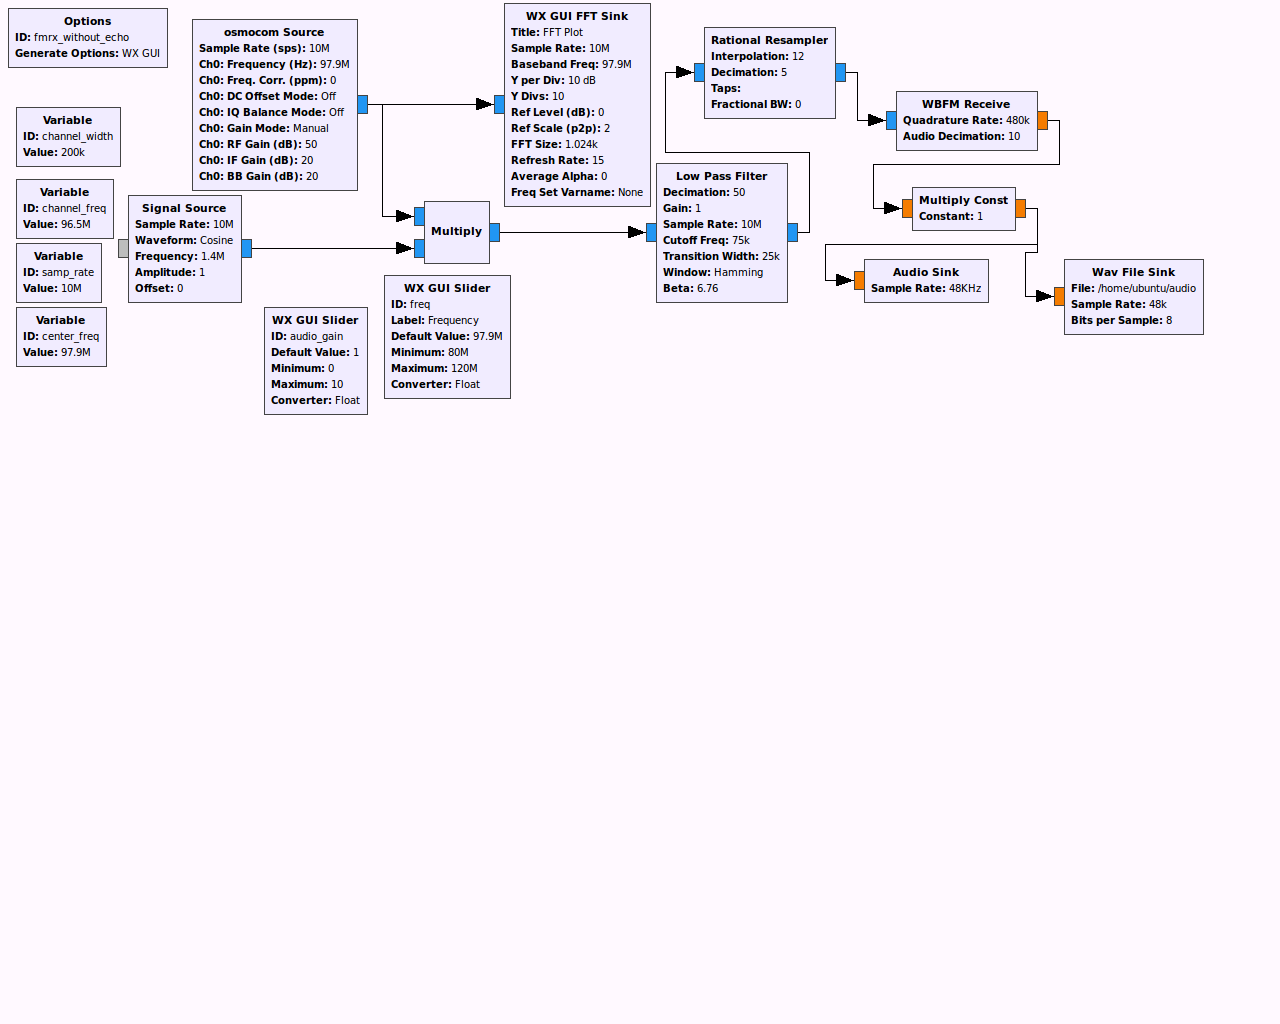 Options
ID: fmrx_without_echo
Generate Options: WX GUI
Variable
ID: channel_width
Value: 200k
Variable
ID: channel_freq
Value: 96.5M
Variable
ID: samp_rate
Value: 10M
Variable
ID: center_freq
Value: 97.9M
osmocom Source
Sample Rate (sps): 10M
Ch0: Frequency (Hz): 97.9M
Ch0: Freq. Corr. (ppm): 0
Ch0: DC Offset Mode: Off
Ch0: IQ Balance Mode: Off
Ch0: Gain Mode: Manual
Ch0: RF Gain (dB): 50
Ch0: IF Gain (dB): 20
Ch0: BB Gain (dB): 20
Signal Source
Sample Rate: 10M
Waveform: Cosine
Frequency: 1.4M
Amplitude: 1
Offset: 0
WX GUI Slider
ID: audio_gain
Default Value: 1
Minimum: 0
Maximum: 10
Converter: Float
Multiply
WX GUI Slider
ID: freq
Label: Frequency
Default Value: 97.9M
Minimum: 80M
Maximum: 120M
Converter: Float
WX GUI FFT Sink
Title: FFT Plot
Sample Rate: 10M
Baseband Freq: 97.9M
Y per Div: 10 dB
Y Divs: 10
Ref Level (dB): 0
Ref Scale (p2p): 2
FFT Size: 1.024k
Refresh Rate: 15
Average Alpha: 0
Freq Set Varname: None
Low Pass Filter
Decimation: 50
Gain: 1
Sample Rate: 10M
Cutoff Freq: 75k
Transition Width: 25k
Window: Hamming
Beta: 6.76
Rational Resampler
Interpolation: 12
Decimation: 5
Taps:
Fractional BW: 0
WBFM Receive
Quadrature Rate: 480k
Audio Decimation: 10
Multiply Const
Constant: 1
Audio Sink
Sample Rate: 48KHz
Wav File Sink
File: /home/ubuntu/audio
Sample Rate: 48k
Bits per Sample: 8